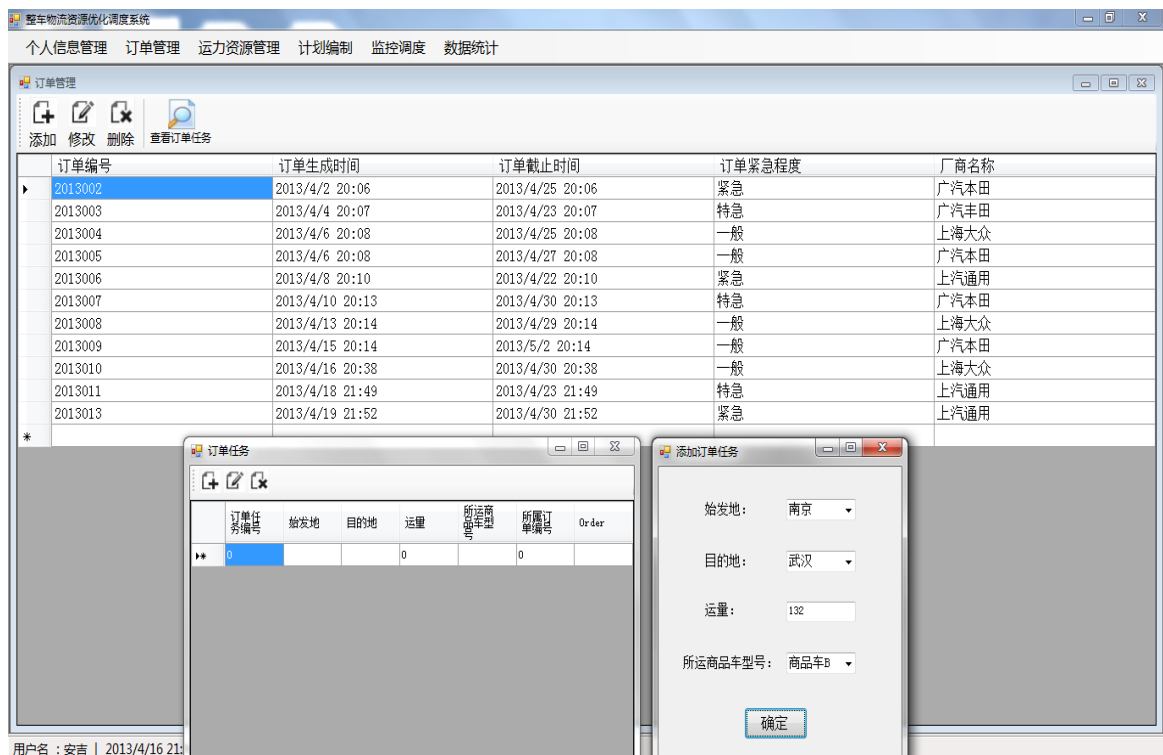 整车物流资源优化调度系统
个人信息管理 订单管理 运力资源管理 计划编制 监控调度 数据统计
订单管理
添加 修改 删除 查看订单任务
订单编号 订单生成时间 订单截止时间 订单紧急程度 厂商名称
2013002 2013/4/2 20:06 2013/4/25 20:06 紧急 广汽本田
2013003 2013/4/4 20:07 2013/4/23 20:07 特急 广汽丰田
2013004 2013/4/6 20:08 2013/4/25 20:08 一般 上海大众
2013005 2013/4/6 20:08 2013/4/27 20:08 一般 广汽本田
2013006 2013/4/8 20:10 2013/4/22 20:10 紧急 上汽通用
2013007 2013/4/10 20:13 2013/4/30 20:13 特急 广汽本田
2013008 2013/4/13 20:14 2013/4/29 20:14 一般 上海大众
2013009 2013/4/15 20:14 2013/5/2 20:14 一般 广汽本田
2013010 2013/4/16 20:38 2013/4/30 20:38 一般 上海大众
2013011 2013/4/18 21:49 2013/4/23 21:49 特急 上汽通用
2013013 2013/4/19 21:52 2013/4/30 21:52 紧急 上汽通用
订单任务
订单任务编号 始发地 目的地 运量 所运商品车型号 所属订单编号 Order
0 0 0
添加订单任务
始发地： 南京
目的地： 武汉
运量： 132
所运商品车型号： 商品车B
确定
用户名 ：安吉 | 2013/4/16 21: